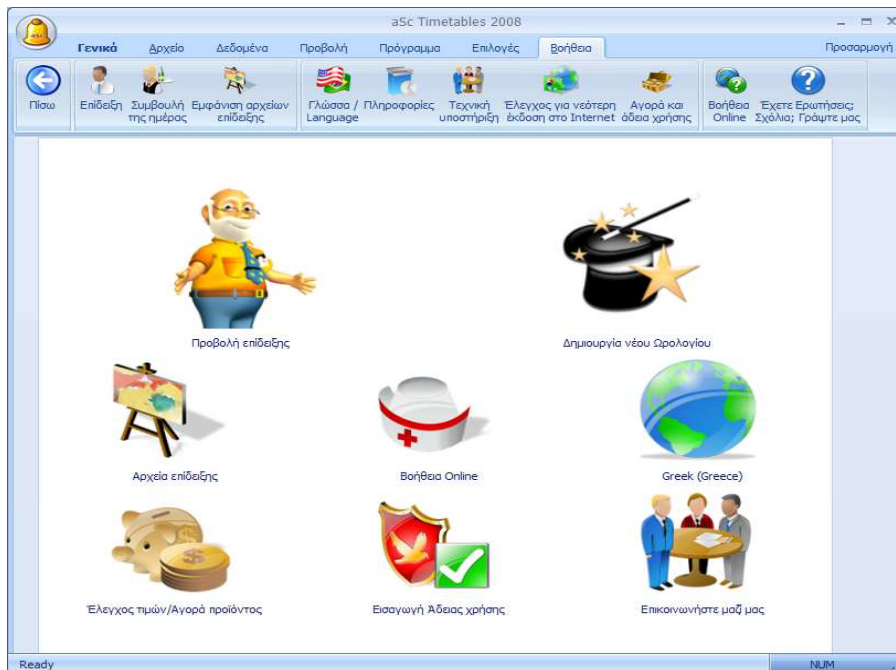 aSc Timetables 2008
Γενικά Αρχείο Δεδομένα Προβολή Πρόγραμμα Επιλογές Βοήθεια Προσαρμογή
Πίσω Επίδειξη Συμβουλή Εμφάνιση αρχείων Γλώσσα / Πληροφορίες Τεχνική Έλεγχος για νεότερη Αγορά και Βοήθεια Έχετε Ερωτήσεις;
της ημέρας επίδειξης Language υποστήριξη έκδοση στο Internet άδεια χρήσης Online Σχόλια; Γράψτε μας
Προβολή επίδειξης Δημιουργία νέου Ωρολογίου
Αρχεία επίδειξης Βοήθεια Online Greek (Greece)
Έλεγχος τιμών/Αγορά προϊόντος Εισαγωγή Άδειας χρήσης Επικοινωνήστε μαζί μας
Ready NUM